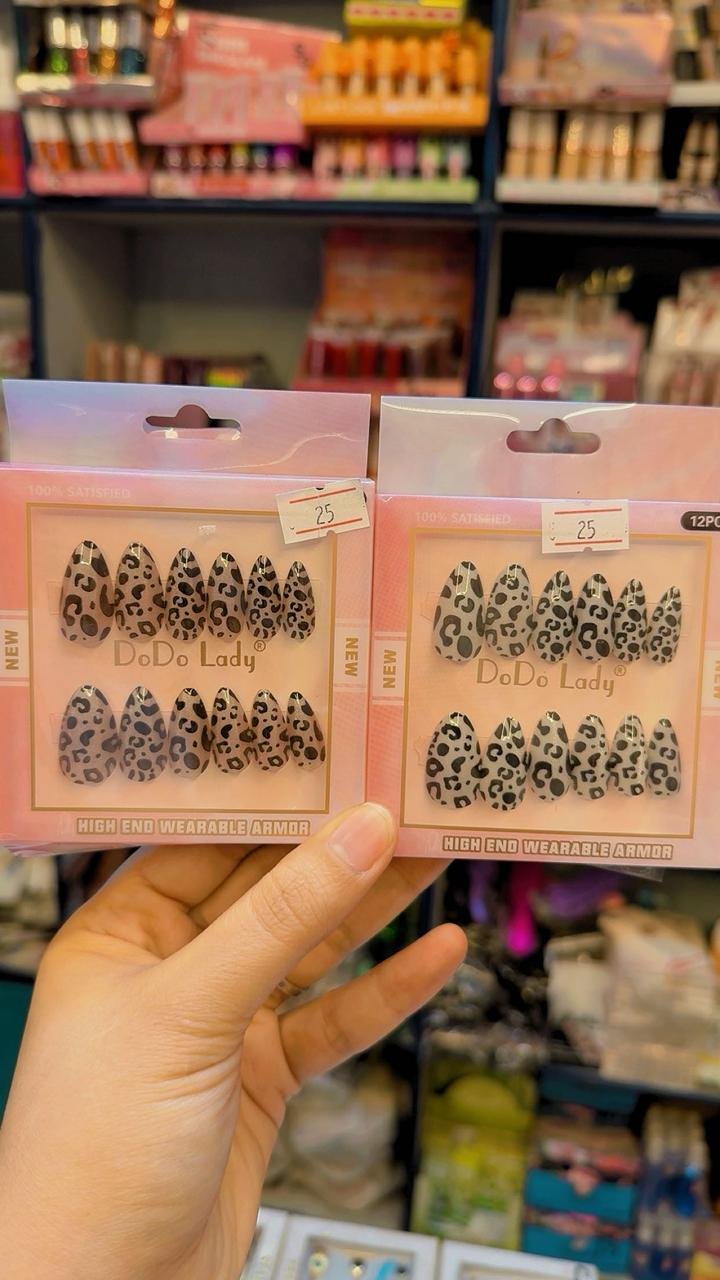 100% SATISFIED
25
NEW
DoDo Lady®
NEW
HIGH END WEARABLE ARMOR
100% SATISFIED
25
12PC
NEW
DoDo Lady®
NEW
HIGH END WEARABLE ARMOR